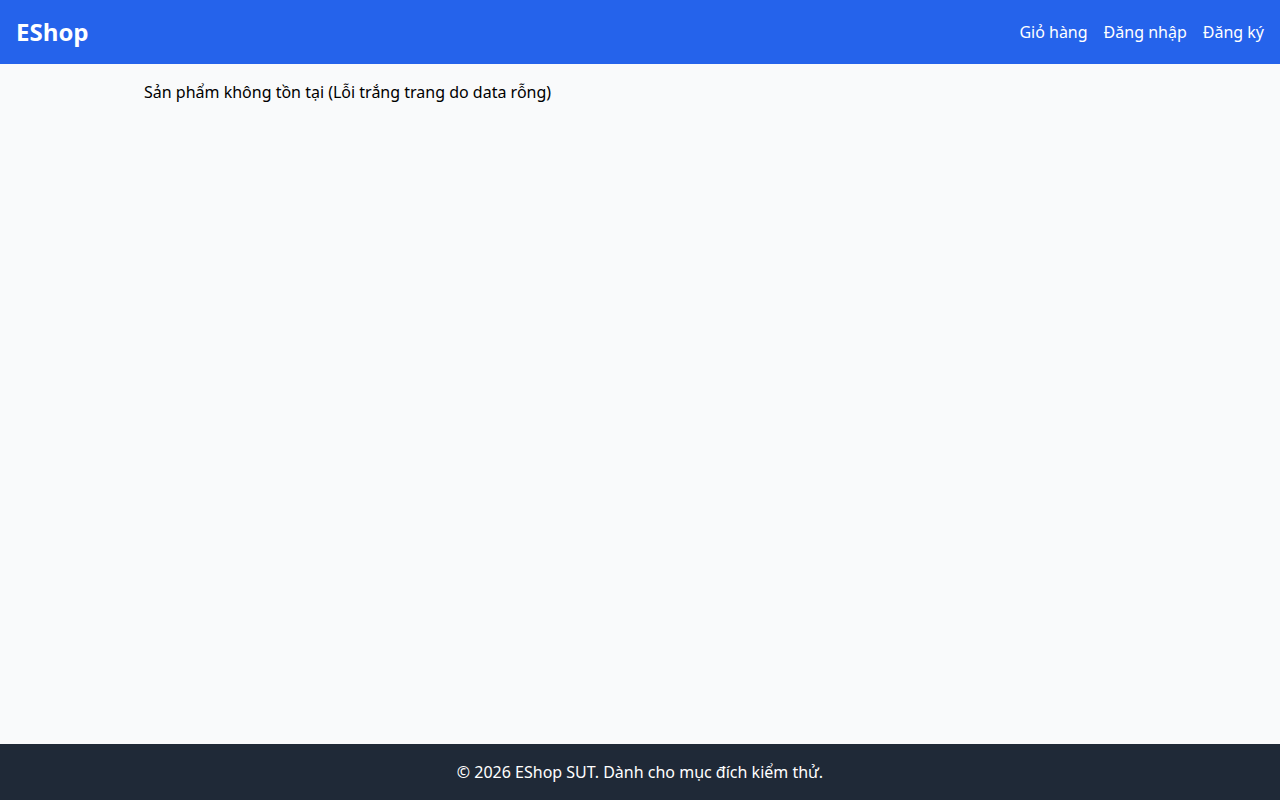 EShop
Giỏ hàng Đăng nhập Đăng ký
Sản phẩm không tồn tại (Lỗi trắng trang do data rỗng)
© 2026 EShop SUT. Dành cho mục đích kiểm thử.